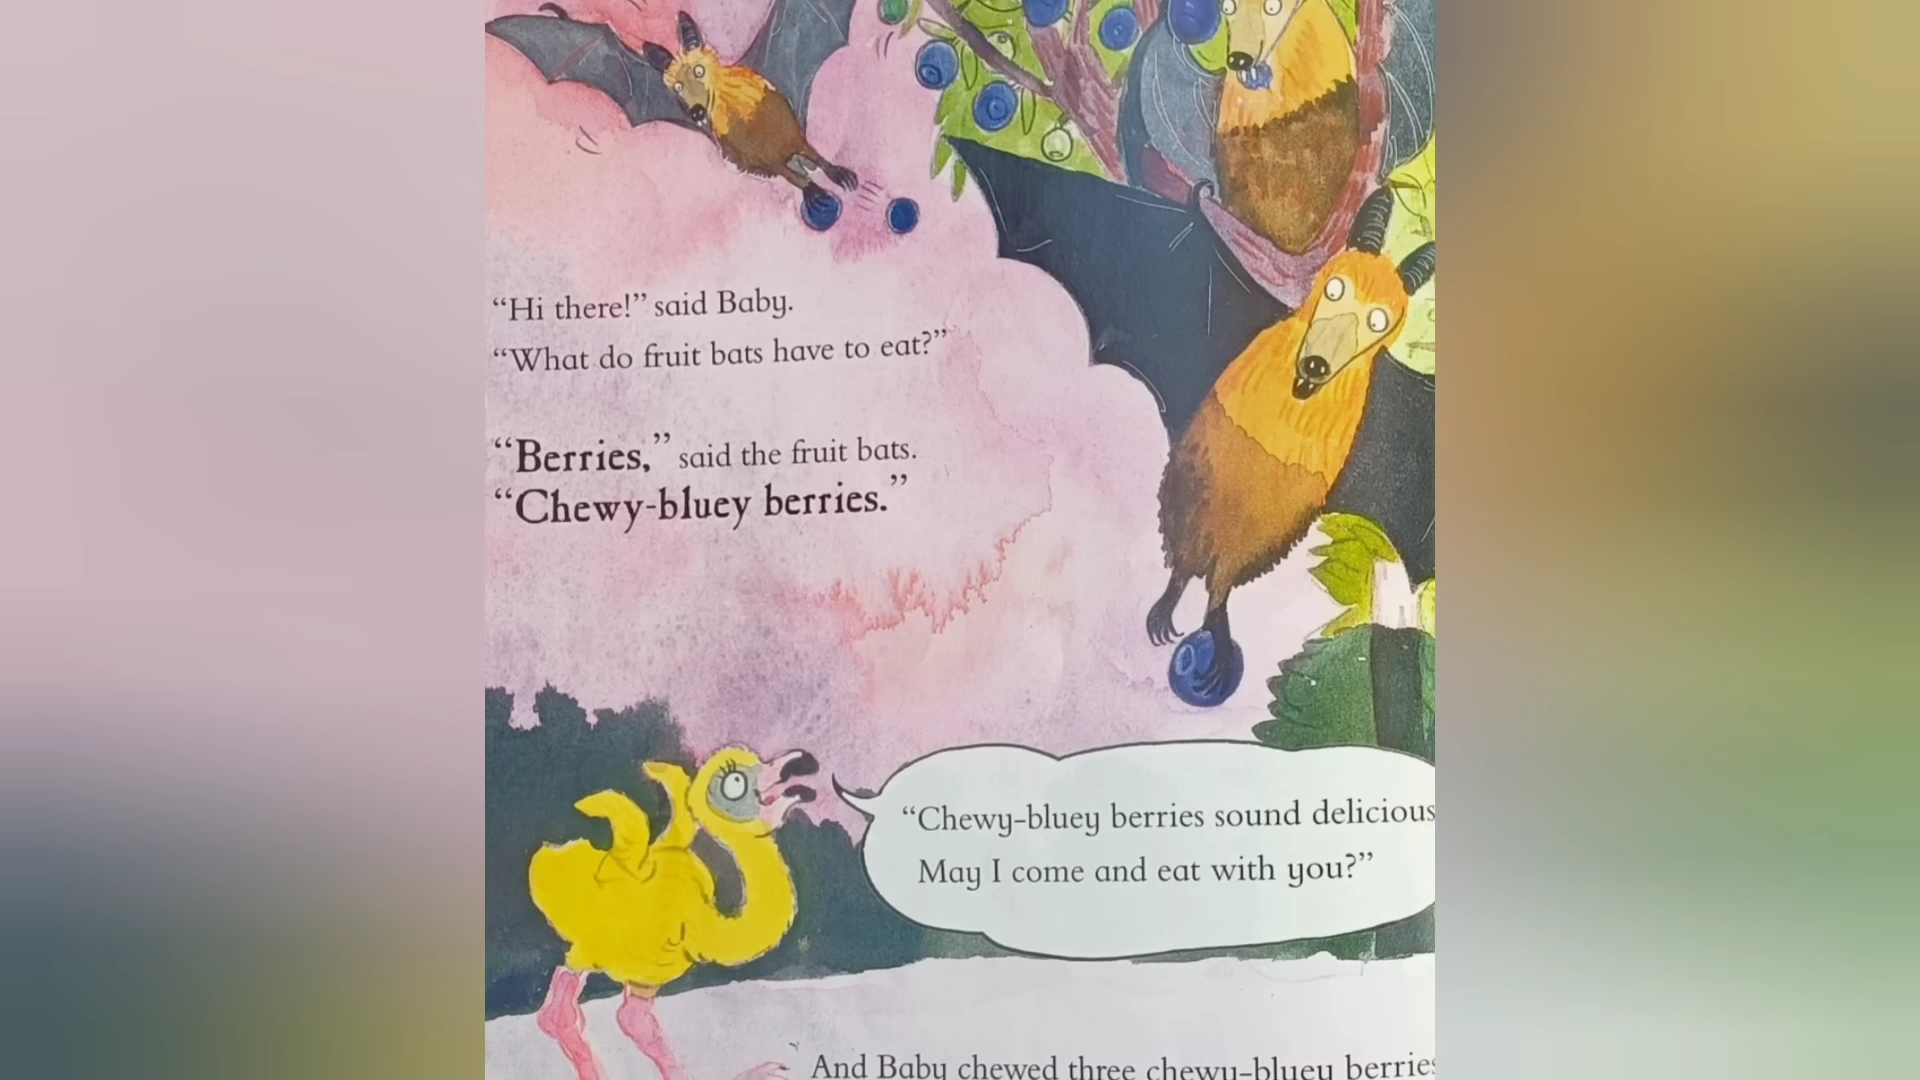 “Hi there!” said Baby.
“What do fruit bats have to eat?”
“Berries,” said the fruit bats.
“Chewy-bluey berries.”
“Chewy-bluey berries sound delicious
May I come and eat with you?”
And Baby chewed three chewy-bluey berries